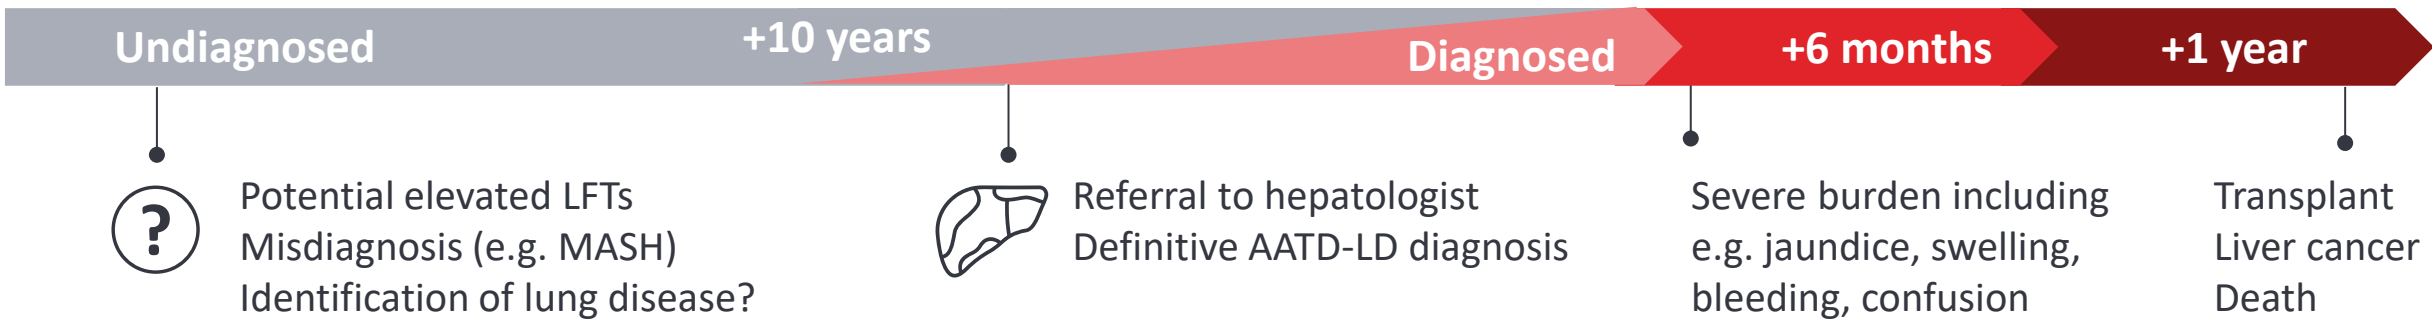 Undiagnosed
+10 years
Diagnosed
+6 months
+1 year
?
Potential elevated LFTs
Misdiagnosis (e.g. MASH)
Identification of lung disease?
Referral to hepatologist
Definitive AATD-LD diagnosis
Severe burden including
e.g. jaundice, swelling,
bleeding, confusion
Transplant
Liver cancer
Death